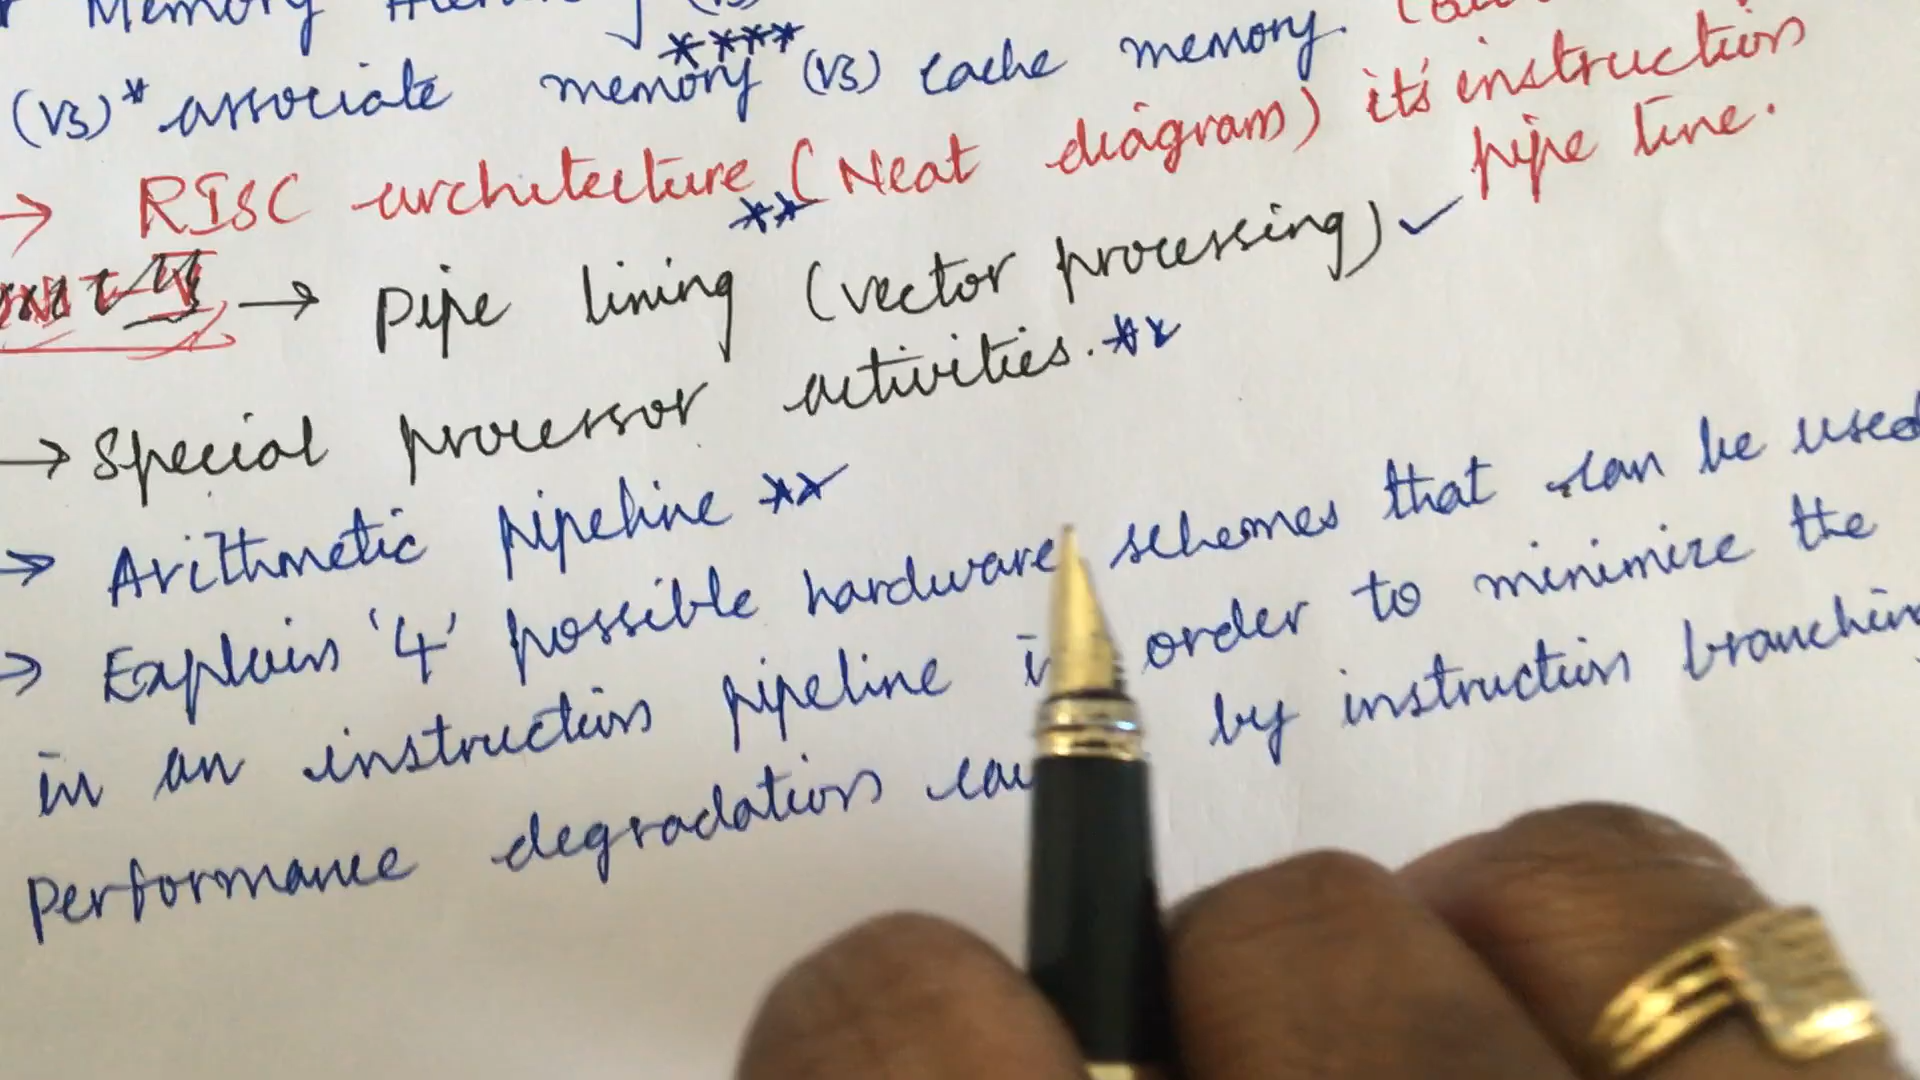 Memory
(VS)* associate memory **** (VS) cache memory.
→ RISC architecture (Neat diagram) it's instruction pipe line.
→ pipe lining ** (vector processing) ✓
→ Special processor activities. **
→ Arithmetic pipeline **
→ Explain '4' possible hardware schemes that can be used
in an instruction pipeline in order to minimize the
Performance degradation by instruction